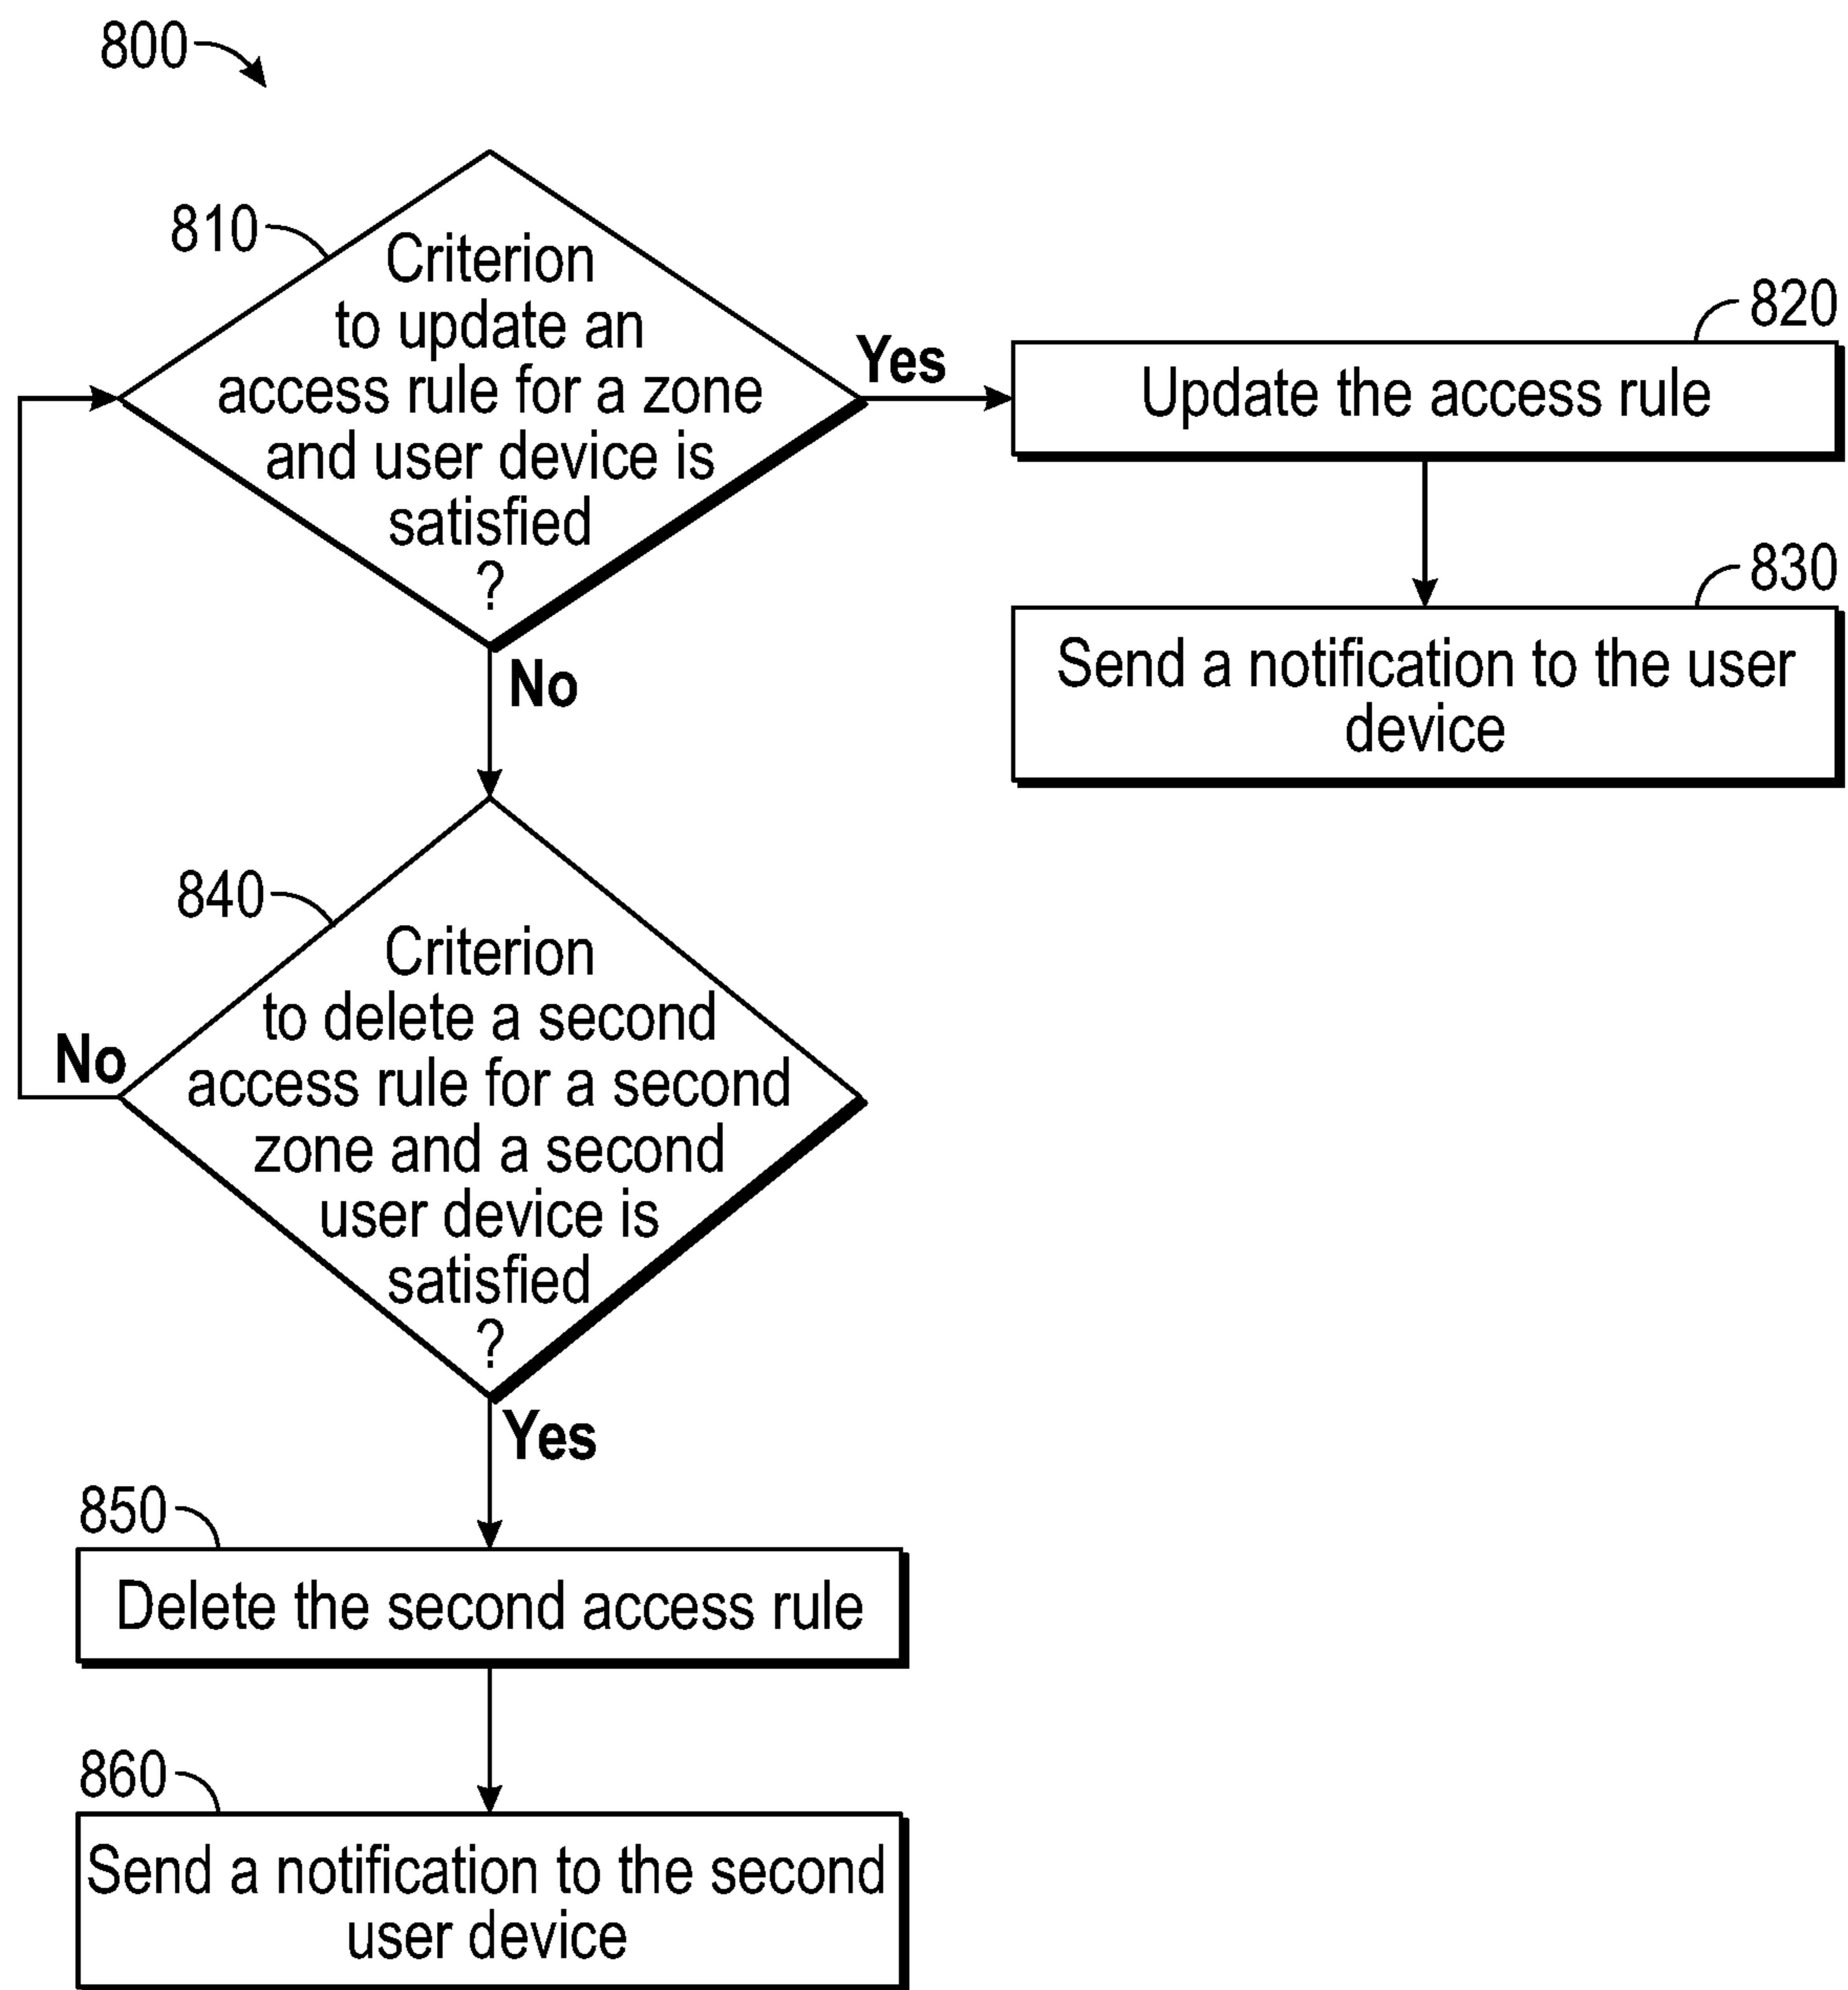 800
810
Criterion
to update an
access rule for a zone
and user device is
satisfied
?
Yes
820
Update the access rule
830
Send a notification to the user
device
No
840
Criterion
to delete a second
access rule for a second
zone and a second
user device is
satisfied
?
No
Yes
850
Delete the second access rule
860
Send a notification to the second
user device